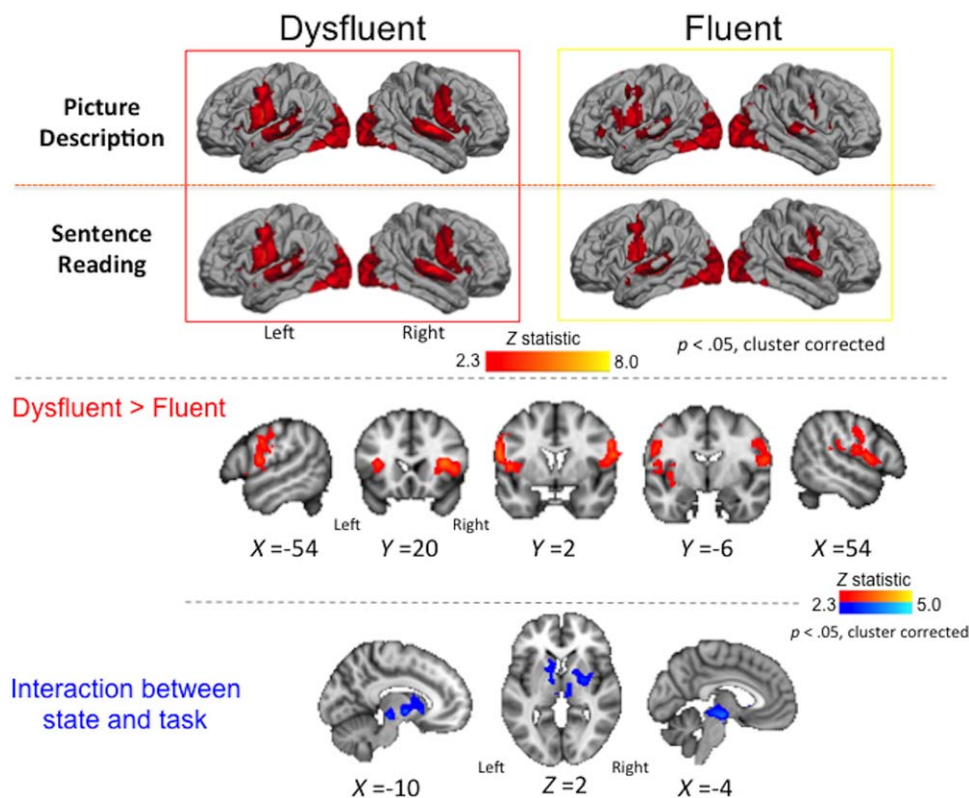 Dysfluent Fluent
Picture
Description
Sentence
Reading
Left Right
Z statistic
2.3 8.0
p < .05, cluster corrected
Dysfluent > Fluent
Left Right
X =-54 Y =20 Y =2 Y =-6 X =54
Z statistic
2.3 5.0
p < .05, cluster corrected
Interaction between
state and task
Left Right
X =-10 Z =2 X =-4